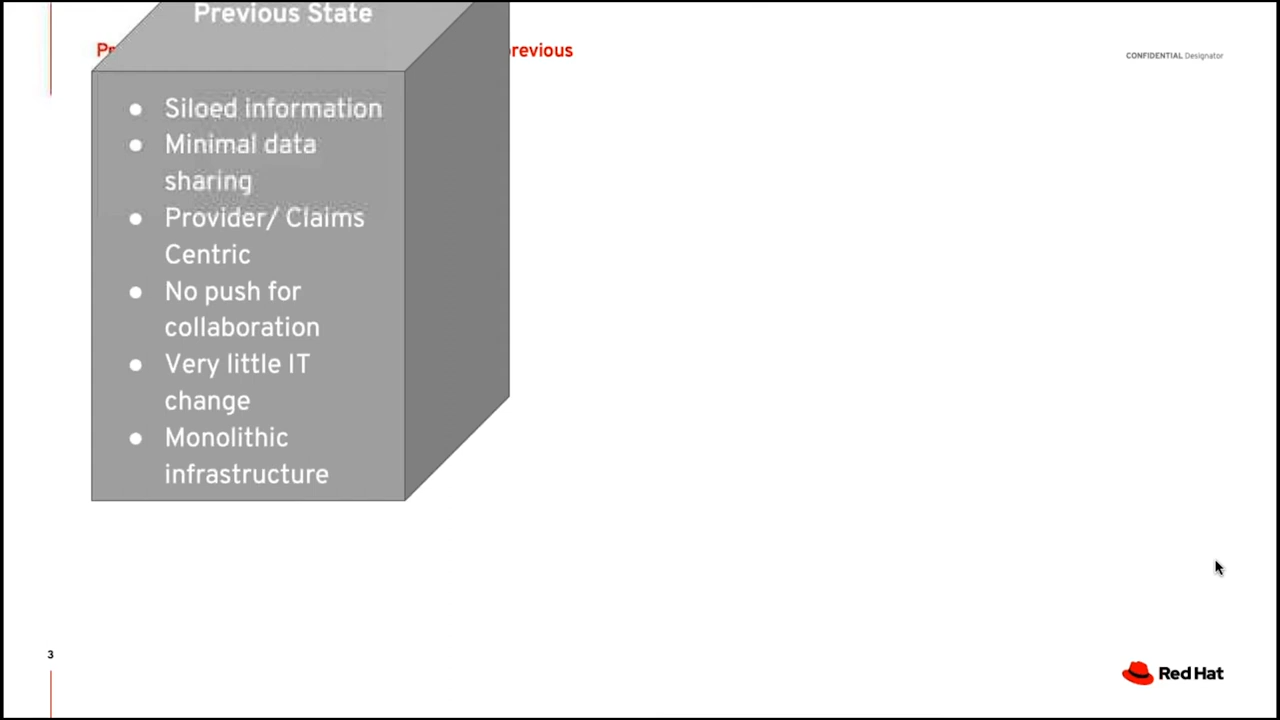 Previous State
previous
CONFIDENTIAL Designator
● Siloed information
● Minimal data
sharing
● Provider/ Claims
Centric
● No push for
collaboration
● Very little IT
change
● Monolithic
infrastructure
3
Red Hat